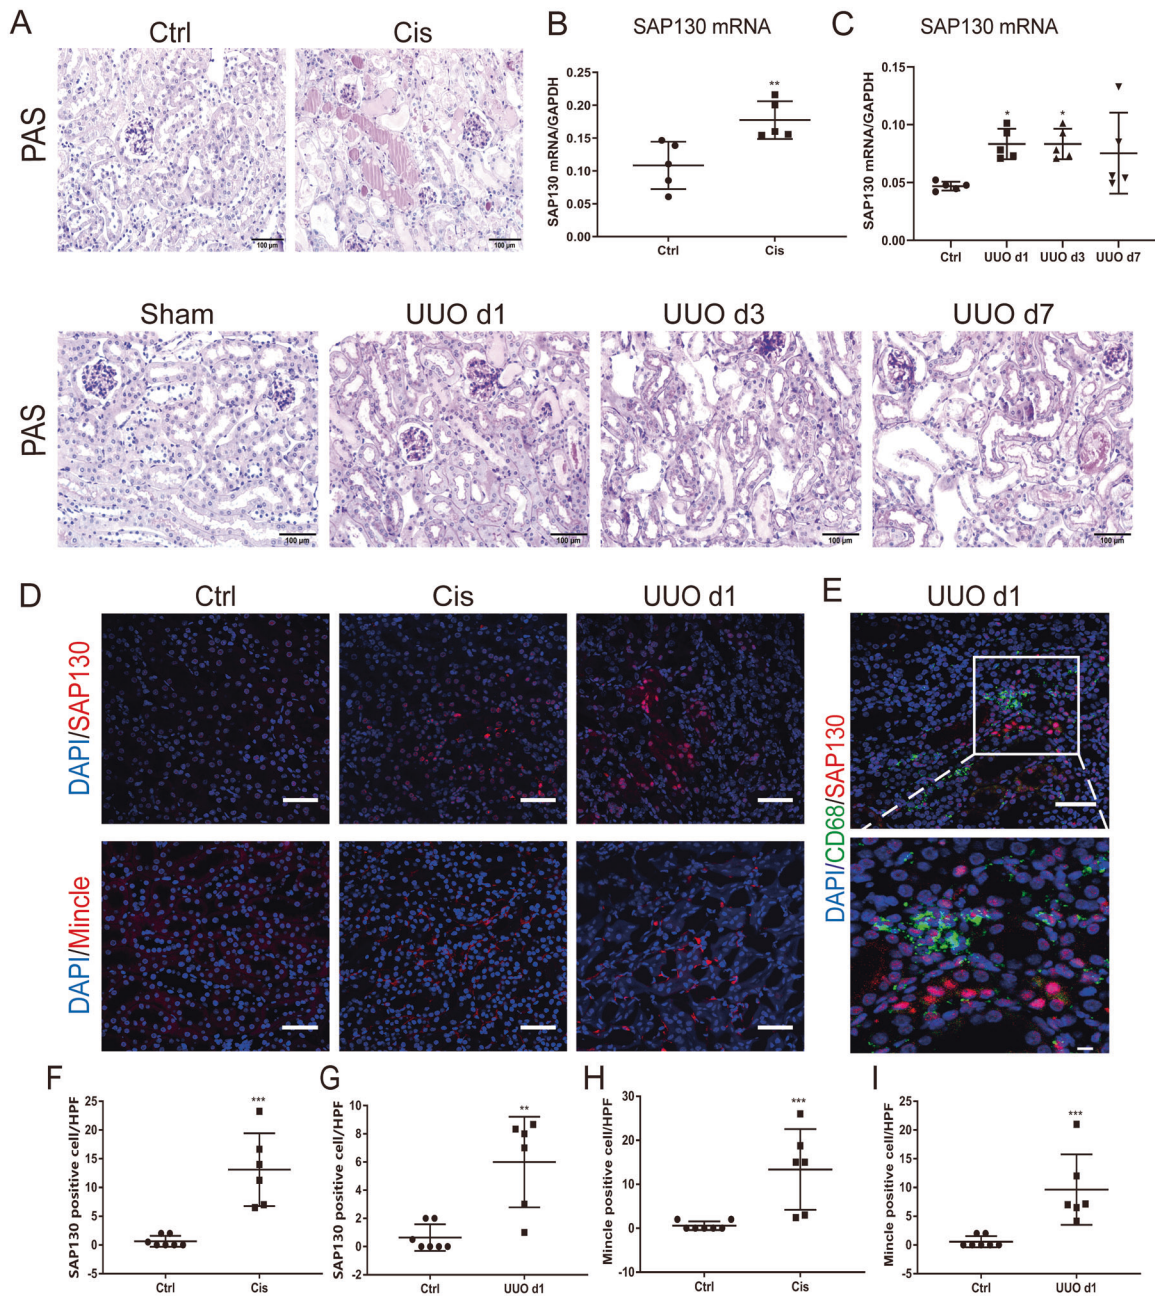 A
Ctrl
Cis
PAS
100 μm
100 μm
B
SAP130 mRNA
SAP130 mRNA/GAPDH
0.25
0.20
0.15
0.10
0.05
0.00
**
Ctrl
Cis
C
SAP130 mRNA
SAP130 mRNA/GAPDH
0.15
0.10
0.05
0.00
*
*
Ctrl
UUO d1
UUO d3
UUO d7
Sham
UUO d1
UUO d3
UUO d7
PAS
100 μm
100 μm
100 μm
100 μm
D
Ctrl
Cis
UUO d1
DAPI/SAP130
DAPI/Mincle
E
UUO d1
DAPI/CD68/SAP130
F
SAP130 positive cell/HPF
25
20
15
10
5
0
-5
***
Ctrl
Cis
G
SAP130 positive cell/HPF
10
8
6
4
2
0
-2
**
Ctrl
UUO d1
H
Mincle positive cell/HPF
30
20
10
0
-10
***
Ctrl
Cis
I
Mincle positive cell/HPF
25
20
15
10
5
0
-5
***
Ctrl
UUO d1